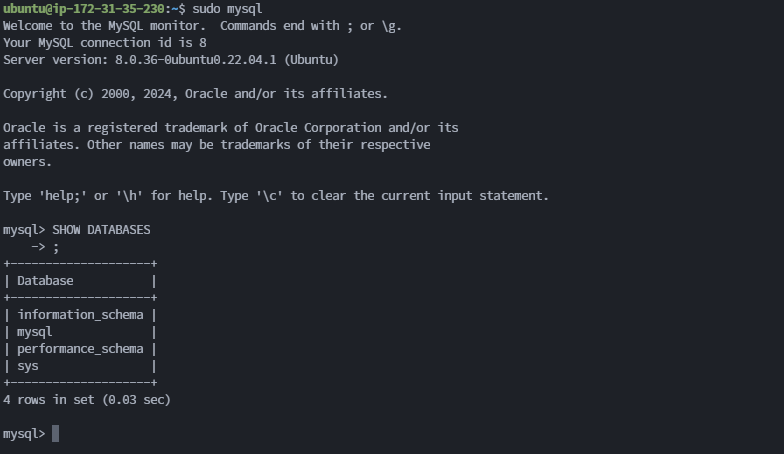 ubuntu@ip-172-31-35-230:~$ sudo mysql
Welcome to the MySQL monitor.  Commands end with ; or \g.
Your MySQL connection id is 8
Server version: 8.0.36-0ubuntu0.22.04.1 (Ubuntu)

Copyright (c) 2000, 2024, Oracle and/or its affiliates.

Oracle is a registered trademark of Oracle Corporation and/or its
affiliates. Other names may be trademarks of their respective
owners.

Type 'help;' or '\h' for help. Type '\c' to clear the current input statement.

mysql> SHOW DATABASES
    -> ;
+--------------------+
| Database           |
+--------------------+
| information_schema |
| mysql              |
| performance_schema |
| sys                |
+--------------------+
4 rows in set (0.03 sec)

mysql>